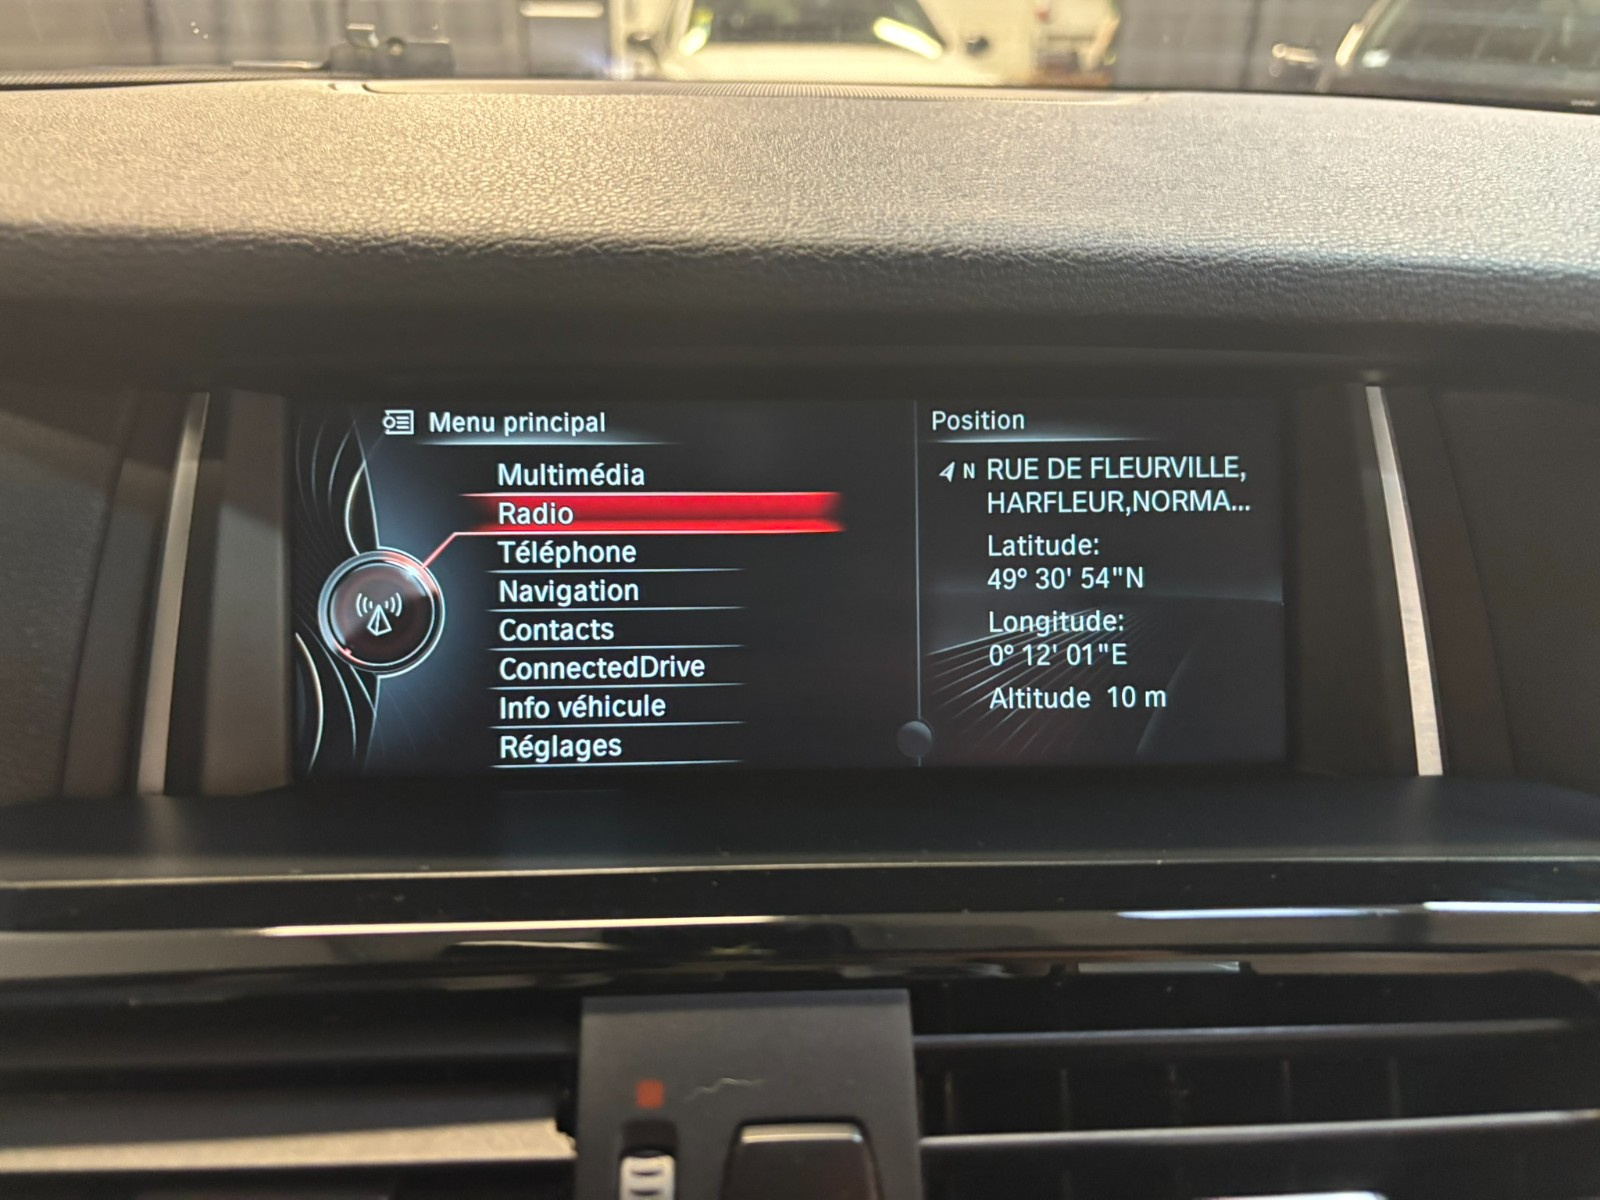 Menu principal
Multimédia
Radio
Téléphone
Navigation
Contacts
ConnectedDrive
Info véhicule
Réglages
Position
N RUE DE FLEURVILLE,
HARFLEUR,NORMA...
Latitude:
49° 30' 54"N
Longitude:
0° 12' 01"E
Altitude 10 m